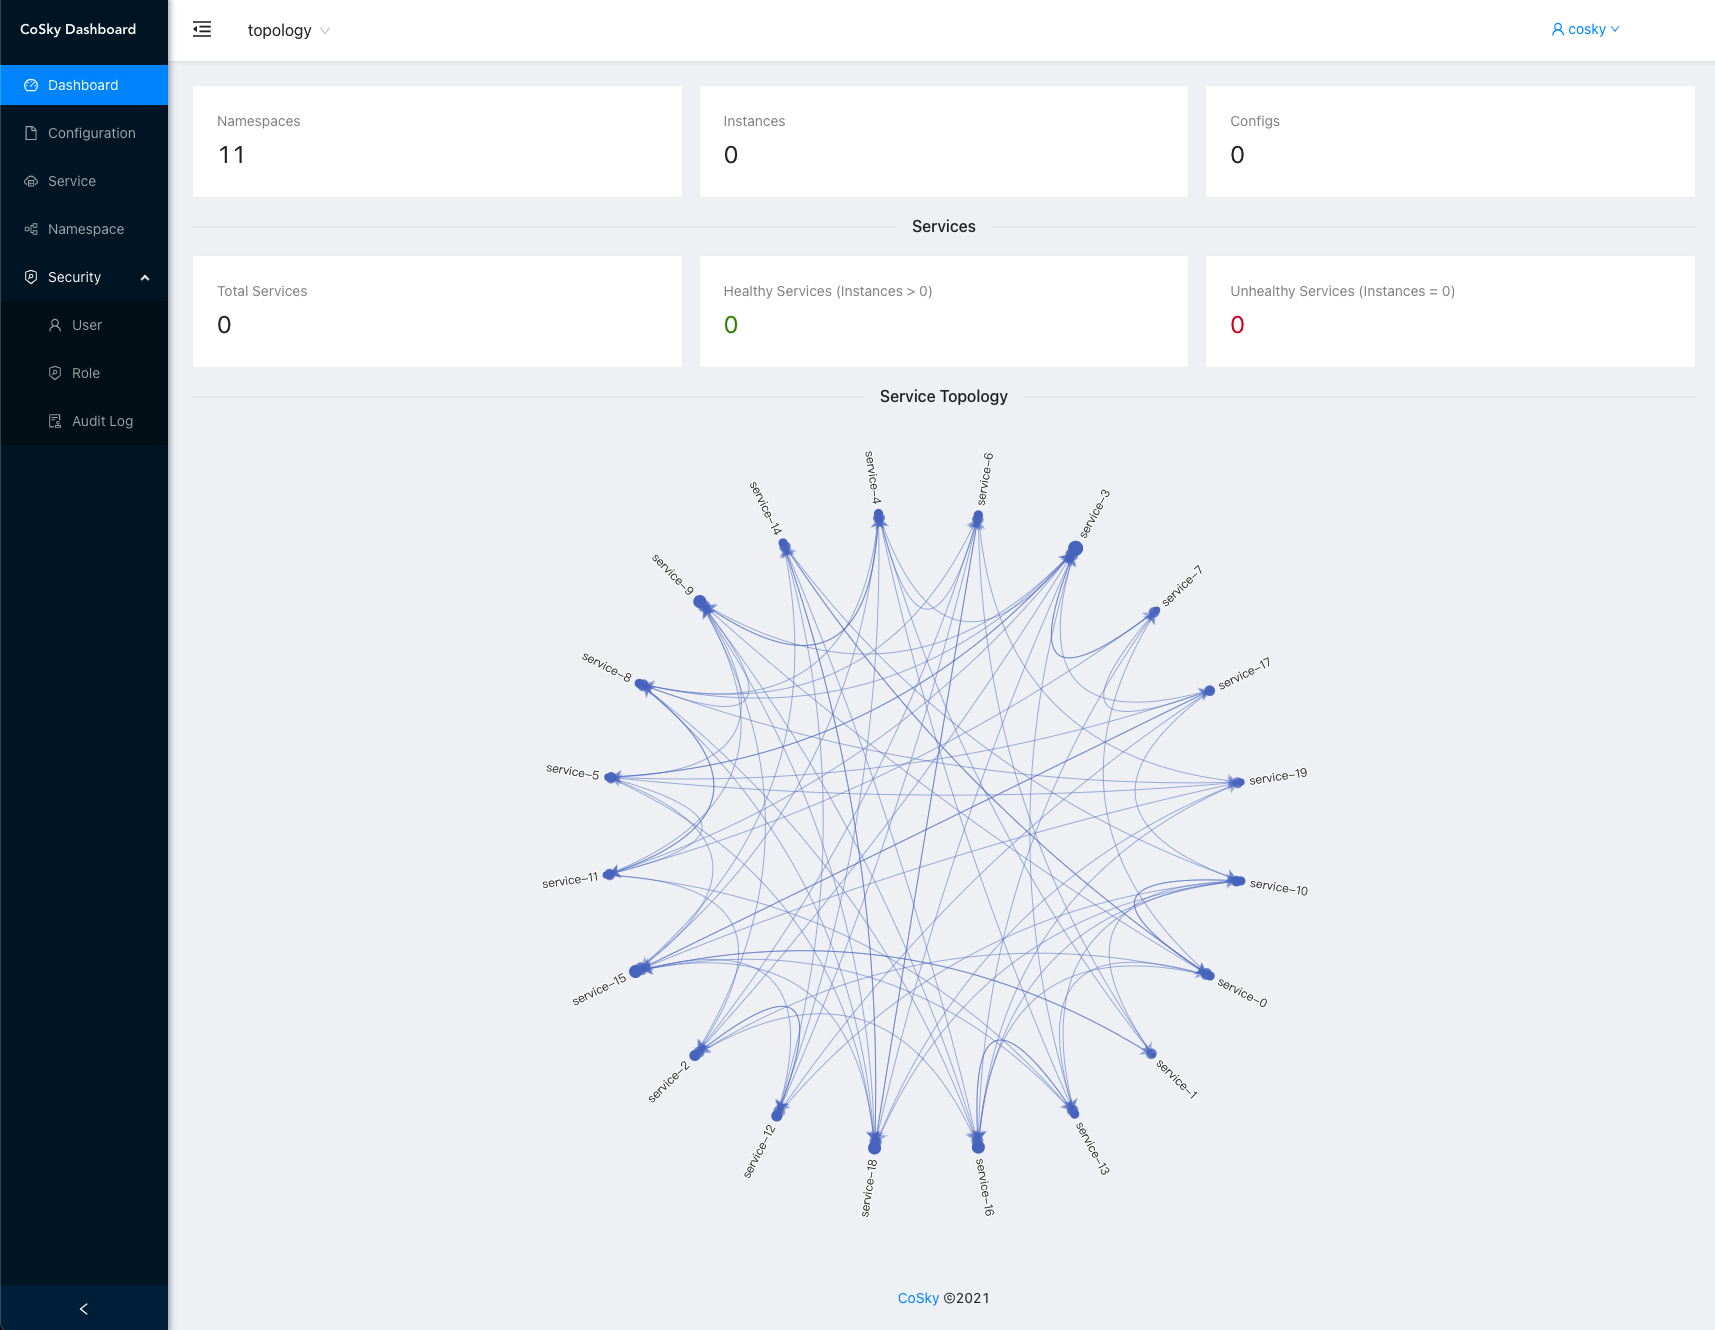 CoSky Dashboard
topology
cosky
Dashboard
Configuration
Service
Namespace
Security
User
Role
Audit Log
Namespaces
11
Instances
0
Configs
0
Services
Total Services
0
Healthy Services (Instances > 0)
0
Unhealthy Services (Instances = 0)
0
Service Topology
service-4
service-6
service-3
service-14
service-7
service-9
service-17
service-8
service-19
service-5
service-10
service-11
service-0
service-15
service-1
service-2
service-13
service-12
service-16
service-18
CoSky ©2021